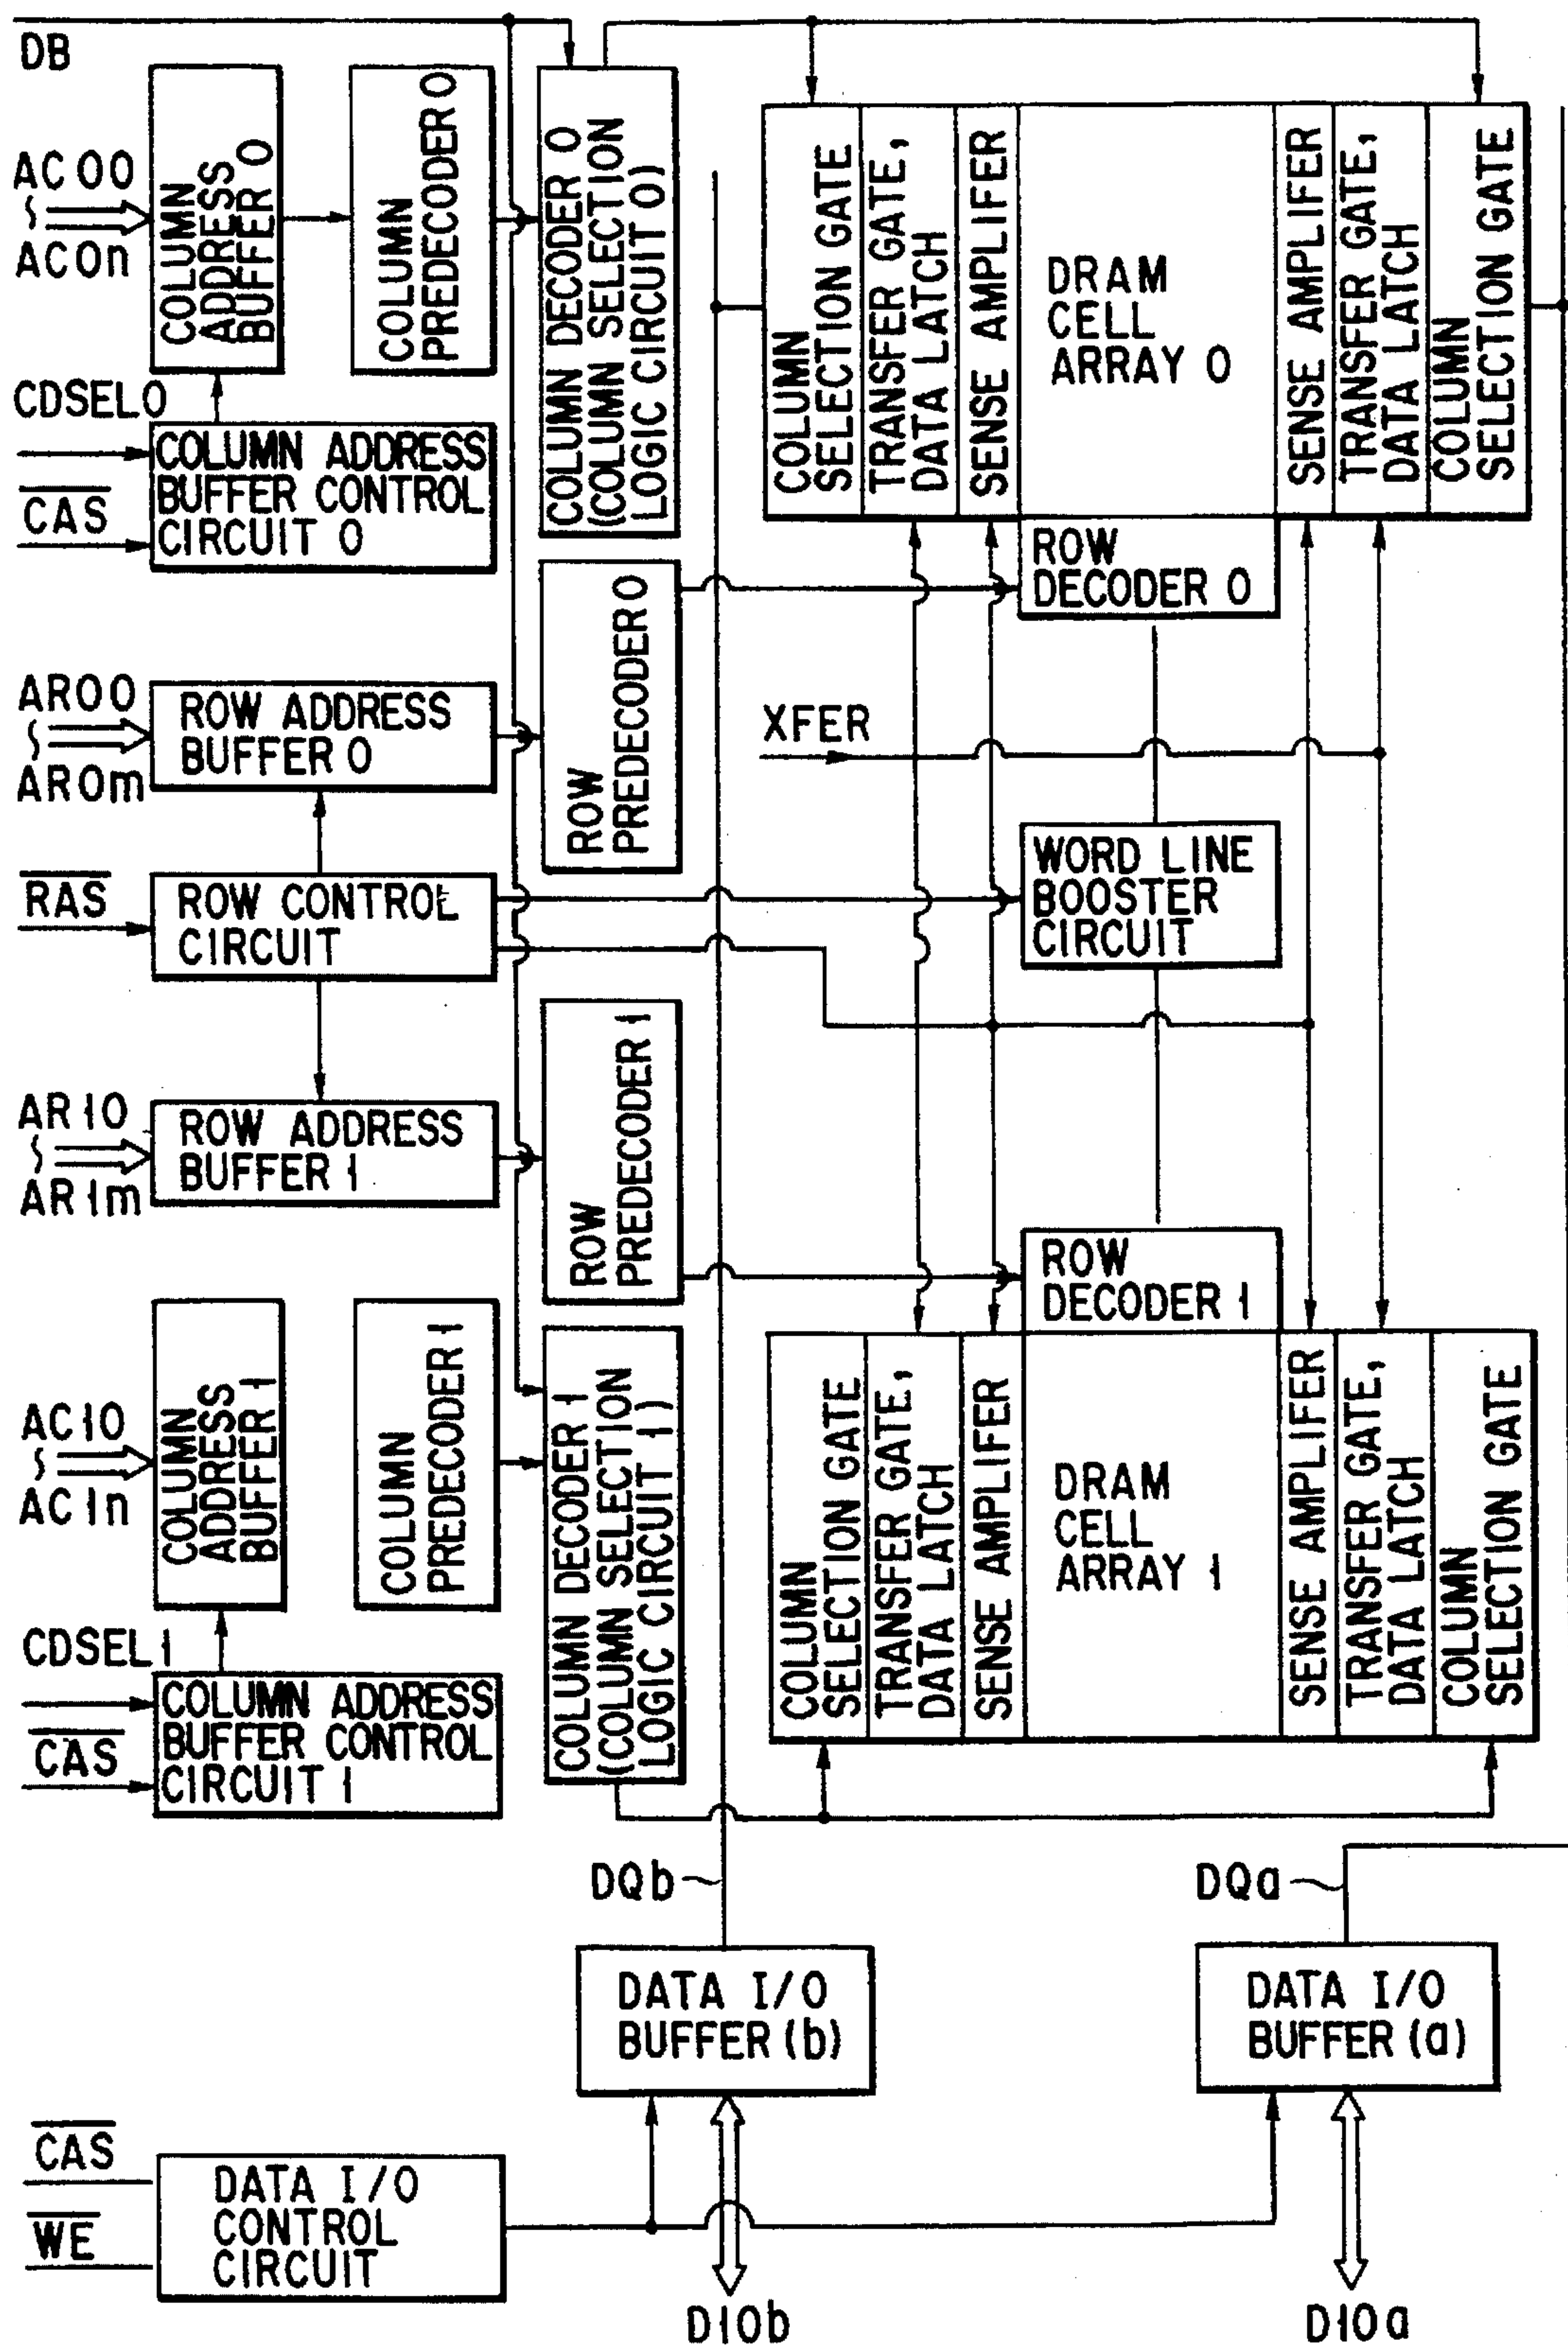 DB
AC00
AC0n
COLUMN
ADDRESS
BUFFER 0
COLUMN
PREDECODER 0
COLUMN DECODER 0
(COLUMN SELECTION
LOGIC CIRCUIT 0)
COLUMN
SELECTION GATE
TRANSFER GATE,
DATA LATCH
SENSE AMPLIFER
DRAM
CELL
ARRAY 0
SENSE AMPLIFER
TRANSFER GATE,
DATA LATCH
COLUMN
SELECTION GATE
CDSEL0
CAS
COLUMN ADDRESS
BUFFER CONTROL
CIRCUIT 0
ROW
DECODER 0
ROW
PREDECODER 0
AR00
AR0m
ROW ADDRESS
BUFFER 0
XFER
RAS
ROW CONTROL
CIRCUIT
WORD LINE
BOOSTER
CIRCUIT
AR10
AR1m
ROW ADDRESS
BUFFER 1
ROW
PREDECODER 1
ROW
DECODER 1
AC10
AC1n
COLUMN
ADDRESS
BUFFER 1
COLUMN
PREDECODER 1
COLUMN DECODER 1
(COLUMN SELECTION
LOGIC CIRCUIT 1)
COLUMN
SELECTION GATE
TRANSFER GATE,
DATA LATCH
SENSE AMPLIFER
DRAM
CELL
ARRAY 1
SENSE AMPLIFER
TRANSFER GATE,
DATA LATCH
COLUMN
SELECTION GATE
CDSEL1
CAS
COLUMN ADDRESS
BUFFER CONTROL
CIRCUIT 1
DQb
DQa
DATA I/O
BUFFER (b)
DATA I/O
BUFFER (a)
CAS
WE
DATA I/O
CONTROL
CIRCUIT
D10b
D10a